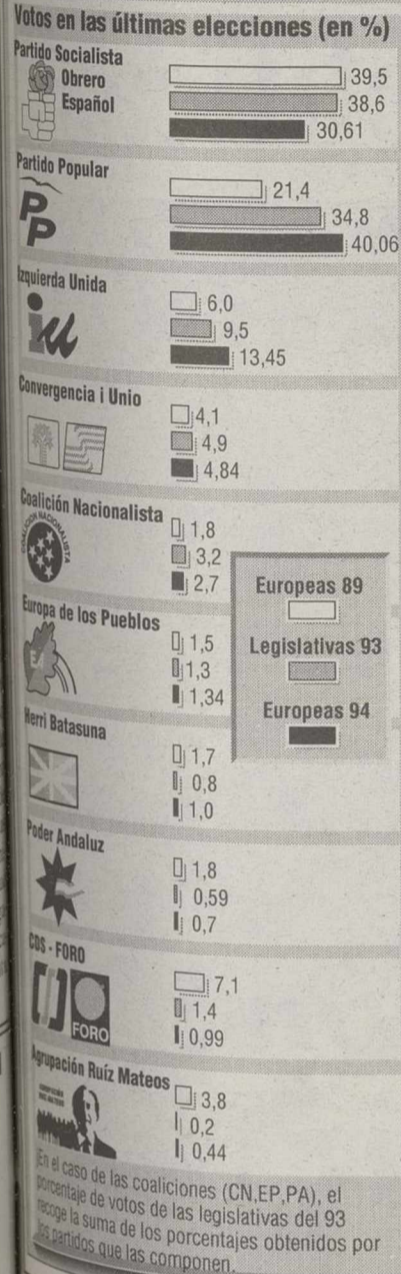 Votos en las últimas elecciones (en %)
Partido Socialista
Obrero
Español
39,5
38,6
30,61
Partido Popular
PP
21,4
34,8
40,06
Izquierda Unida
iu
6,0
9,5
13,45
Convergencia i Unio
4,1
4,9
4,84
Coalición Nacionalista
COALICION NACIONALISTA
1,8
3,2
2,7
Europas 89
Legislativas 93
Europeas 94
Europa de los Pueblos
1,5
1,3
1,34
Herri Batasuna
1,7
0,8
1,0
Poder Andaluz
1,8
0,59
0,7
CDS - FORO
FORO
7,1
1,4
0,99
Agrupación Ruíz Mateos
3,8
0,2
0,44
En el caso de las coaliciones (CN,EP,PA), el
porcentaje de votos de las legislativas del 93
recoge la suma de los porcentajes obtenidos por
los partidos que las componen.